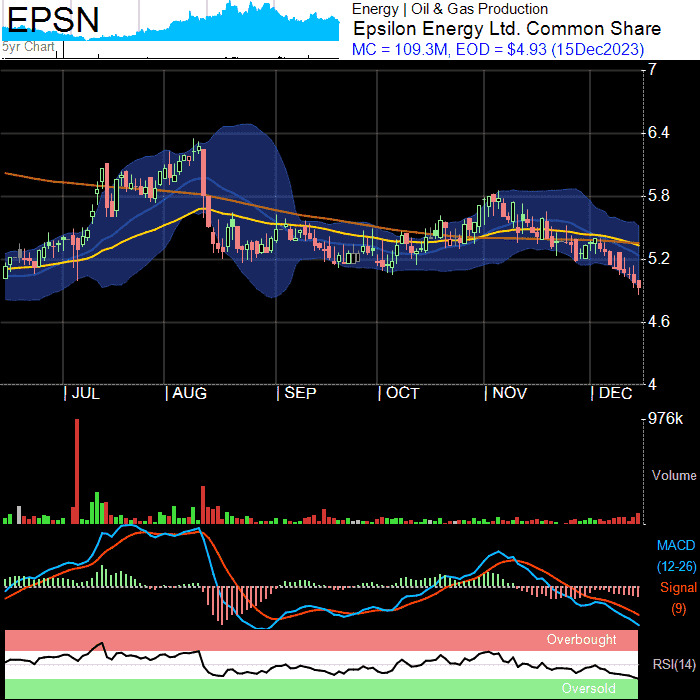 EPSN
5yr Chart
Energy | Oil & Gas Production
Epsilon Energy Ltd. Common Share
MC = 109.3M, EOD = $4.93 (15Dec2023)
7
6.4
5.8
5.2
4.6
4
| JUL | AUG | SEP | OCT | NOV | DEC
976k
Volume
MACD
(12-26)
Signal
(9)
Overbought
RSI(14)
Oversold